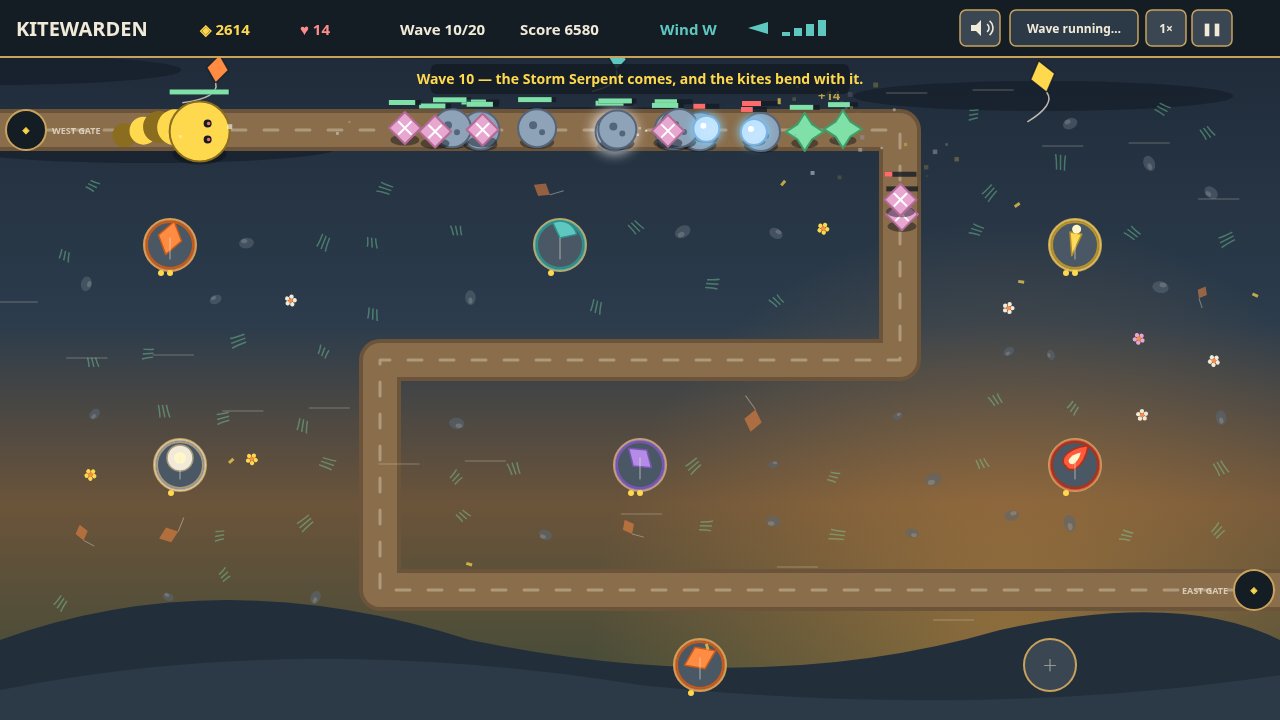 KITEWARDEN
◈ 2614
♥ 14
Wave 10/20
Score 6580
Wind W
Wave running...
1×
Wave 10 — the Storm Serpent comes, and the kites bend with it.
+14
WEST GATE
EAST GATE